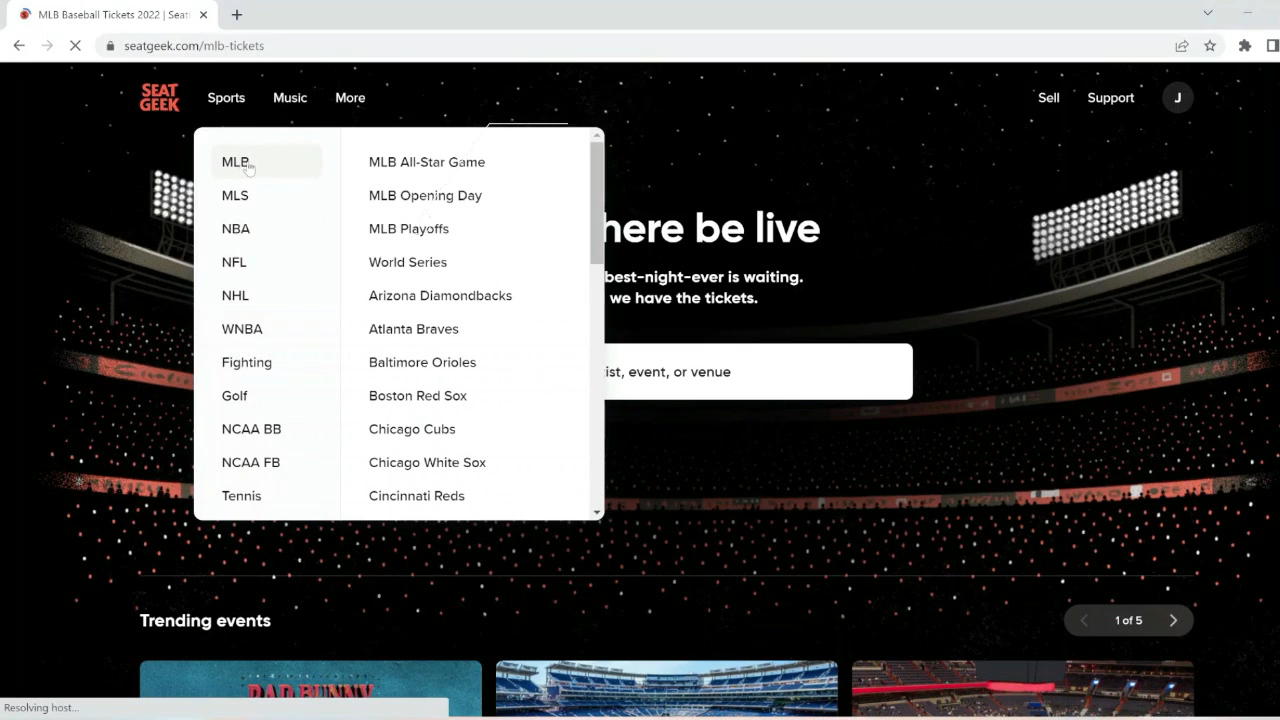 MLB Baseball Tickets 2022 | Seat
seatgeek.com/mlb-tickets
SEAT
GEEK
Sports
Music
More
Sell
Support
J
MLB
MLS
NBA
NFL
NHL
WNBA
Fighting
Golf
NCAA BB
NCAA FB
Tennis
MLB All-Star Game
MLB Opening Day
MLB Playoffs
World Series
Arizona Diamondbacks
Atlanta Braves
Baltimore Orioles
Boston Red Sox
Chicago Cubs
Chicago White Sox
Cincinnati Reds
here be live
best-night-ever is waiting.
we have the tickets.
ist, event, or venue
Trending events
1 of 5
BAD BUNNY
Resolving host...